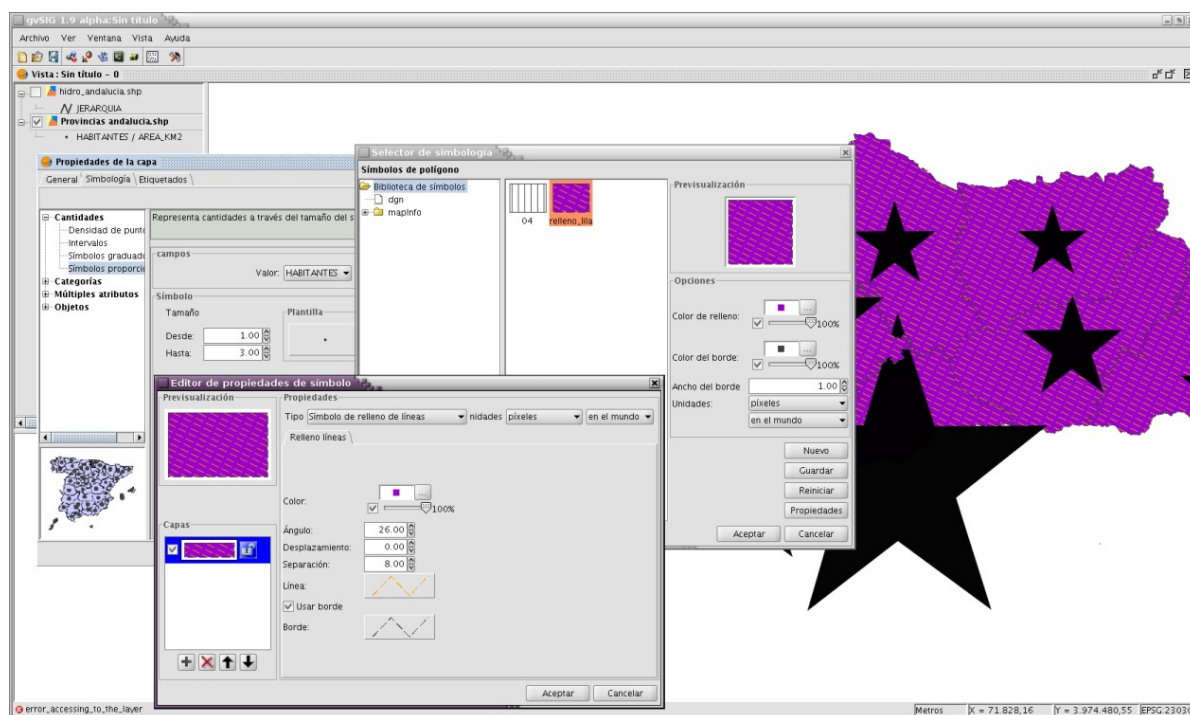 gvSIG 1.9 alpha:Sin título
Archivo Ver Ventana Vista Ayuda
Vista : Sin título - 0
hidro_andalucia.shp
JERARQUIA
Provincias andalucia.shp
HABITANTES / AREA_KM2
Propiedades de la capa
General Simbología Etiquetados
Cantidades
Densidad de punt
Intervalos
Símbolos graduad
Símbolos proporcio
Categorías
Múltiples atributos
Objetos
Representa cantidades a través del tamaño del s
campos
Valor: HABITANTES
Símbolo
Tamaño
Desde: 1.00
Hasta: 3.00
Plantilla
Selector de simbología
Símbolos de polígono
Biblioteca de símbolos
dgn
mapInfo
04
relleno_lila
Previsualización
Opciones
Color de relleno:
...
100%
Color del borde:
...
100%
Ancho del borde 1.00
Unidades: píxeles
en el mundo
Nuevo
Guardar
Reiniciar
Propiedades
Aceptar Cancelar
Editor de propiedades de símbolo
Previsualización
Capas
Propiedades
Tipo Símbolo de relleno de líneas nidades píxeles en el mundo
Relleno líneas
Color:
...
100%
Ángulo: 26.00
Desplazamiento: 0.00
Separación: 8.00
Línea:
Usar borde
Borde:
Aceptar Cancelar
error_accessing_to_the_layer
Metros X = 71.828,16 Y = 3.974.480,55 EPSG:23030